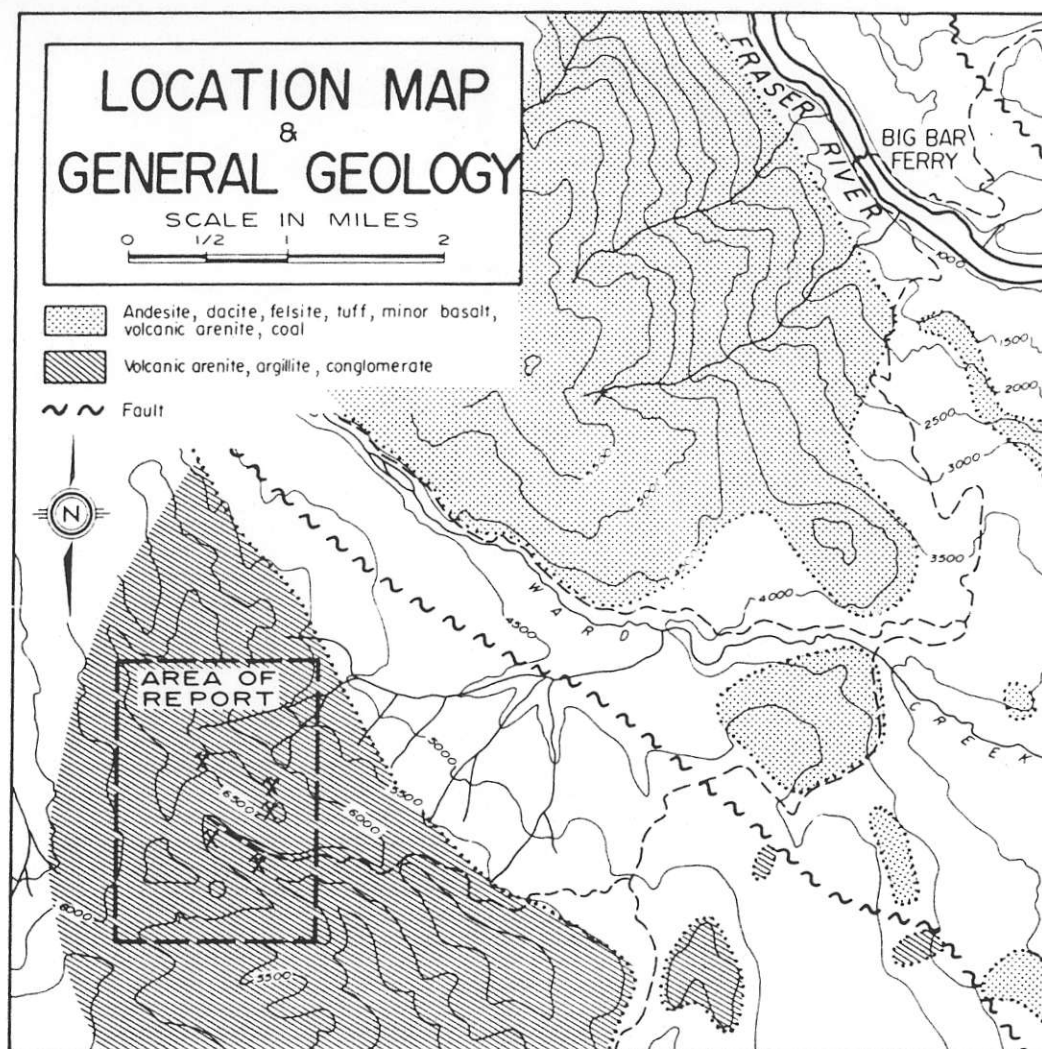 LOCATION MAP
&
GENERAL GEOLOGY
SCALE IN MILES
0 1/2 1 2
Andesite, dacite, felsite, tuff, minor basalt,
volcanic arenite, coal
Volcanic arenite, argillite, conglomerate
Fault
N
FRASER RIVER
BIG BAR
FERRY
1000
1500
2000
2500
3000
3500
4000
WARD
4500
AREA OF
REPORT
CREEK
5000
5500
6000
6500
6000
5500